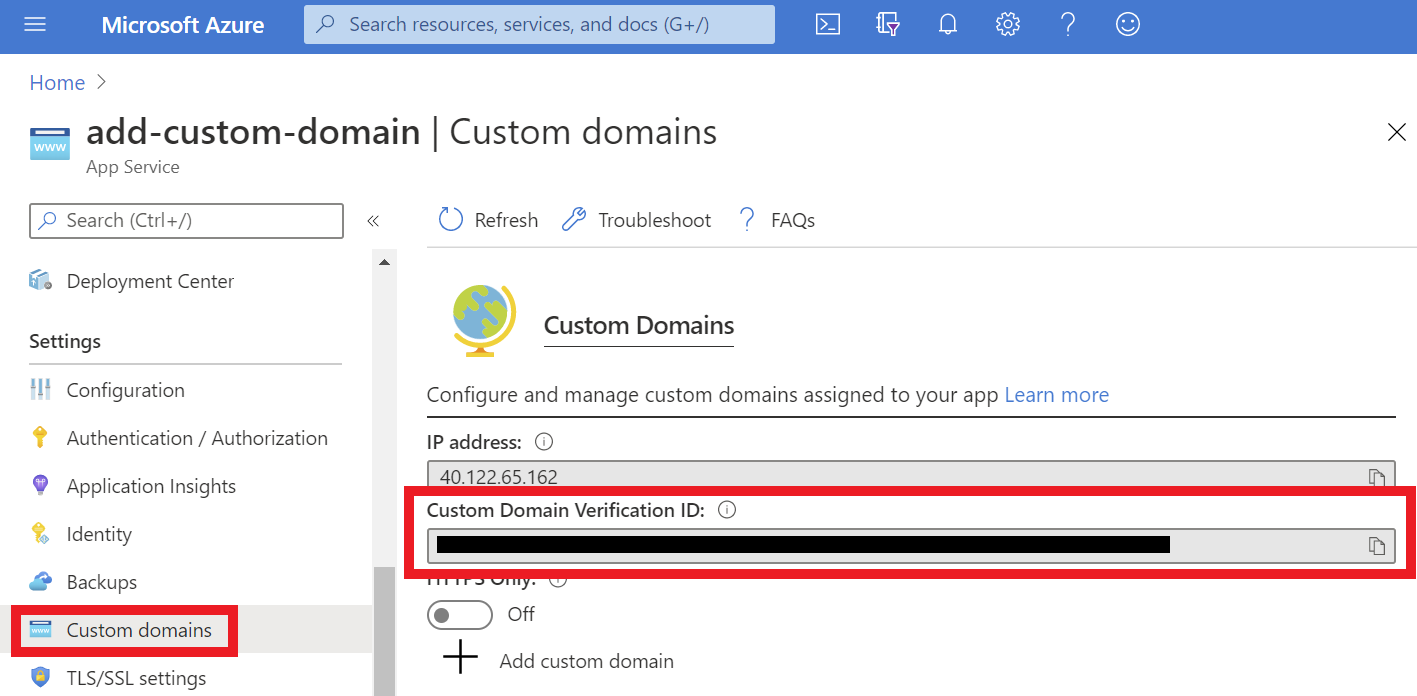 Microsoft Azure
Search resources, services, and docs (G+/)
Home
add-custom-domain | Custom domains
App Service
Search (Ctrl+/)
«
Refresh
Troubleshoot
FAQs
Deployment Center
Settings
Configuration
Authentication / Authorization
Application Insights
Identity
Backups
Custom domains
TLS/SSL settings
Custom Domains
Configure and manage custom domains assigned to your app Learn more
IP address:
40.122.65.162
Custom Domain Verification ID:
HTTPS Only:
Off
Add custom domain